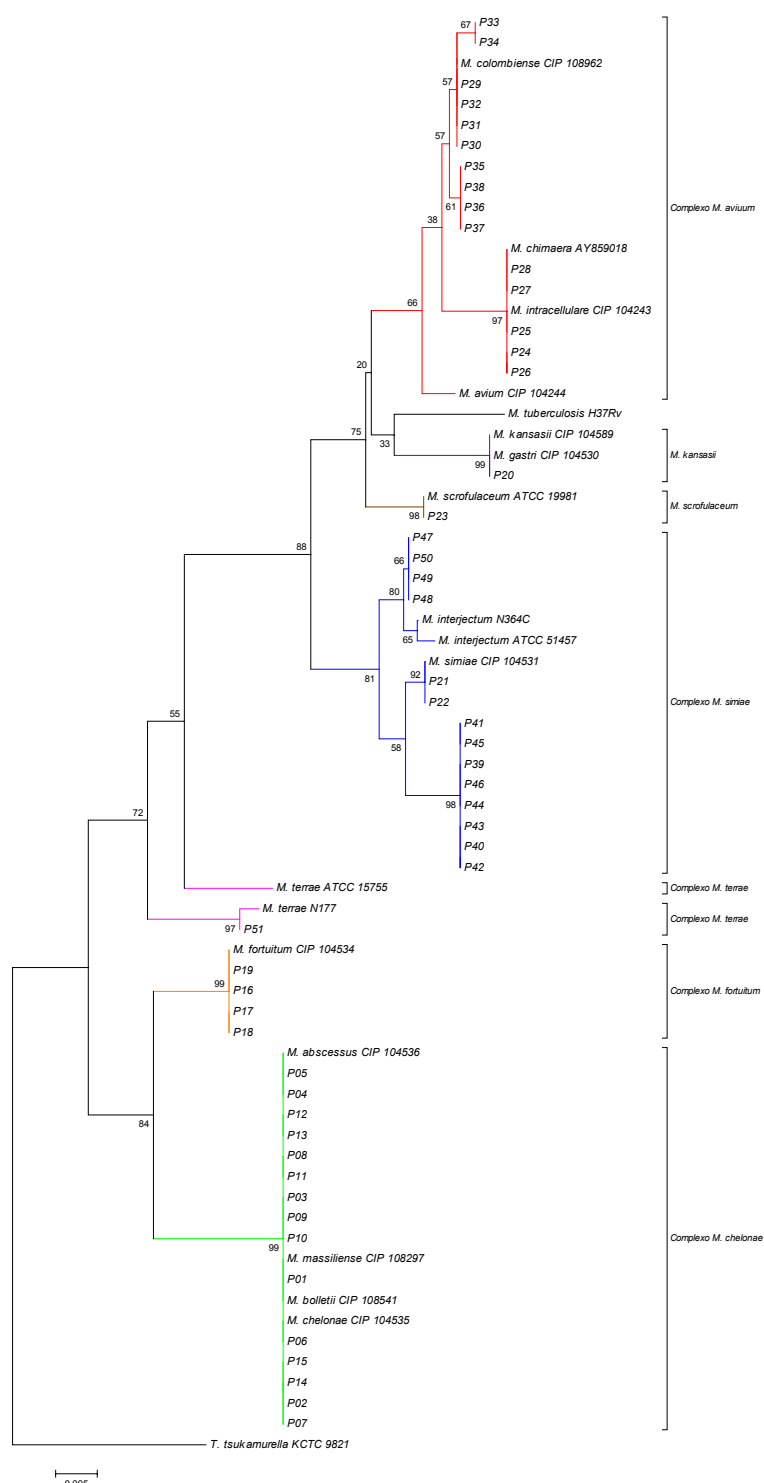 P33
67
P34
M. colombiense CIP 108962
57
P29
P32
P31
57
P30
P35
P38
61
P36
Complexo M. aviuum
38
P37
M. chimaera AY859018
P28
P27
66
M. intracellulare CIP 104243
97
P25
P24
20
P26
M. avium CIP 104244
M. tuberculosis H37Rv
75
M. kansasii CIP 104589
33
M. gastri CIP 104530
M. kansasii
99
P20
M. scrofulaceum ATCC 19981
M. scrofulaceum
98
P23
P47
88
P50
66
P49
80
P48
M. interjectum N364C
65
M. interjectum ATCC 51457
M. simiae CIP 104531
92
81
P21
P22
Complexo M. simiae
55
P41
P45
58
P39
P46
98
P44
72
P43
P40
P42
M. terrae ATCC 15755
Complexo M. terrae
M. terrae N177
Complexo M. terrae
97
P51
M. fortuitum CIP 104534
P19
99
P16
Complexo M. fortuitum
P17
P18
M. abscessus CIP 104536
P05
P04
P12
84
P13
P08
P11
P03
P09
P10
Complexo M. chelonae
99
M. massiliense CIP 108297
P01
M. bolletii CIP 108541
M. chelonae CIP 104535
P06
P15
P14
P02
P07
T. tsukamurella KCTC 9821